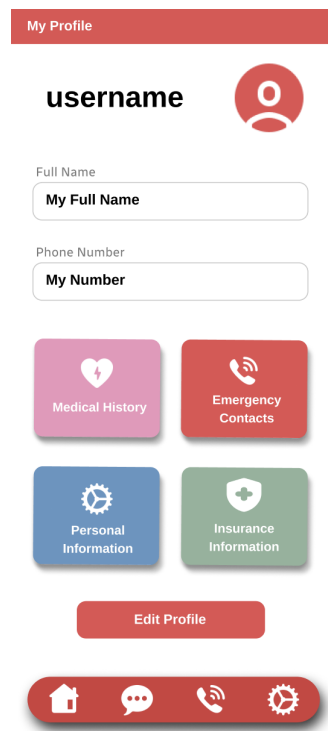 My Profile
username
Full Name
My Full Name
Phone Number
My Number
Medical History
Emergency
Contacts
Personal
Information
Insurance
Information
Edit Profile